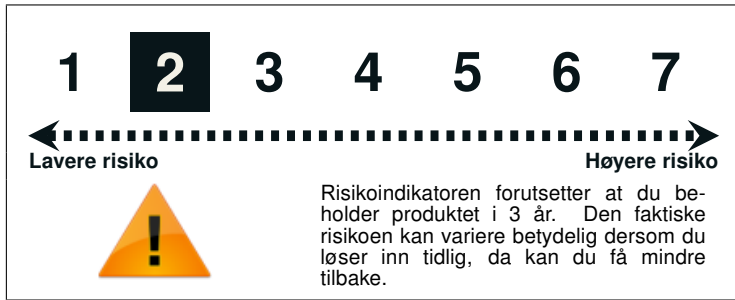 1 2 3 4 5 6 7
Lavere risiko Høyere risiko
Risikoindikatoren forutsetter at du be-
holder produktet i 3 år. Den faktiske
risikoen kan variere betydelig dersom du
løser inn tidlig, da kan du få mindre
tilbake.